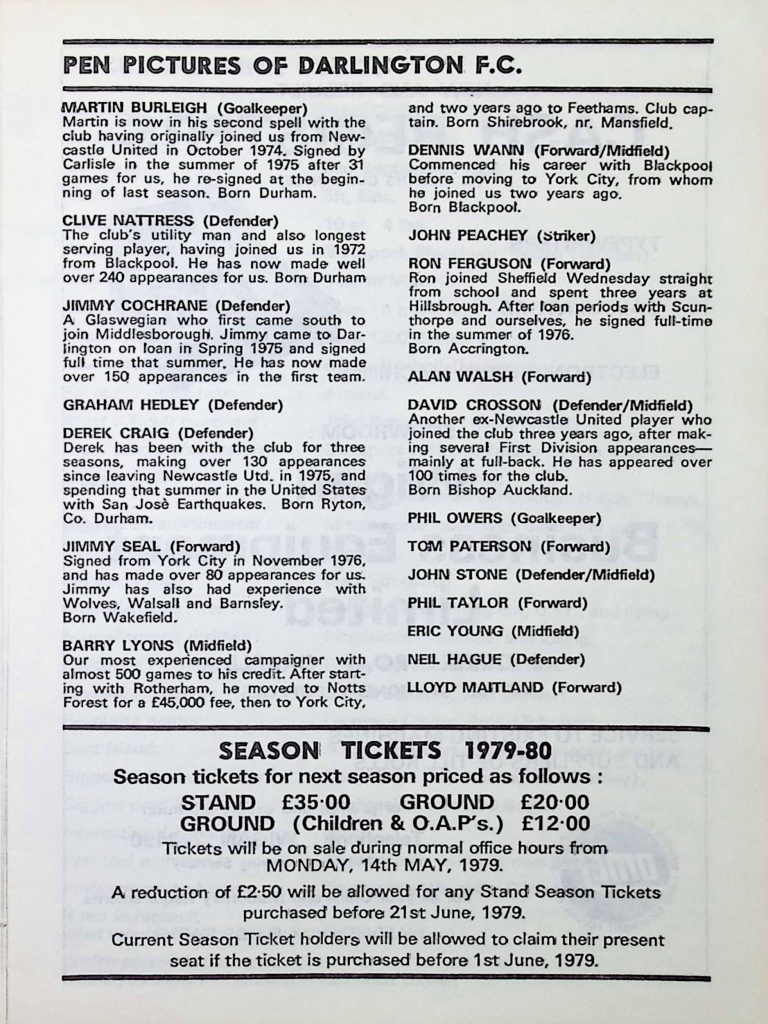 PEN PICTURES OF DARLINGTON F.C.
MARTIN BURLEIGH (Goalkeeper)
Martin is now in his second spell with the
club having originally joined us from New-
castle United in October 1974. Signed by
Carlisle in the summer of 1975 after 31
games for us, he re-signed at the begin-
ning of last season. Born Durham.
CLIVE NATTRESS (Defender)
The club's utility man and also longest
serving player, having joined us in 1972
from Blackpool. He has now made well
over 240 appearances for us. Born Durham
JIMMY COCHRANE (Defender)
A Glaswegian who first came south to
join Middlesborough. Jimmy came to Dar-
lington on loan in Spring 1975 and signed
full time that summer. He has now made
over 150 appearances in the first team.
GRAHAM HEDLEY (Defender)
DEREK CRAIG (Defender)
Derek has been with the club for three
seasons, making over 130 appearances
since leaving Newcastle Utd. in 1975, and
spending that summer in the United States
with San Josè Earthquakes. Born Ryton,
Co. Durham.
JIMMY SEAL (Forward)
Signed from York City in November 1976,
and has made over 80 appearances for us.
Jimmy has also had experience with
Wolves, Walsall and Barnsley.
Born Wakefield.
BARRY LYONS (Midfield)
Our most experienced campaigner with
almost 500 games to his credit. After start-
ing with Rotherham, he moved to Notts
Forest for a £45,000 fee, then to York City,
and two years ago to Feethams. Club cap-
tain. Born Shirebrook, nr. Mansfield.
DENNIS WANN (Forward/Midfield)
Commenced his career with Blackpool
before moving to York City, from whom
he joined us two years ago.
Born Blackpool.
JOHN PEACHEY (Striker)
RON FERGUSON (Forward)
Ron joined Sheffield Wednesday straight
from school and spent three years at
Hillsbrough. After loan periods with Scun-
thorpe and ourselves, he signed full-time
in the summer of 1976.
Born Accrington.
ALAN WALSH (Forward)
DAVID CROSSON (Defender/Midfield)
Another ex-Newcastle United player who
joined the club three years ago, after mak-
ing several First Division appearances—
mainly at full-back. He has appeared over
100 times for the club.
Born Bishop Auckland.
PHIL OWERS (Goalkeeper)
TOM PATERSON (Forward)
JOHN STONE (Defender/Midfield)
PHIL TAYLOR (Forward)
ERIC YOUNG (Midfield)
NEIL HAGUE (Defender)
LLOYD MAITLAND (Forward)
SEASON TICKETS 1979-80
Season tickets for next season priced as follows :
STAND £35·00 GROUND £20·00
GROUND (Children & O.A.P's.) £12·00
Tickets will be on sale during normal office hours from
MONDAY, 14th MAY, 1979.
A reduction of £2·50 will be allowed for any Stand Season Tickets
purchased before 21st June, 1979.
Current Season Ticket holders will be allowed to claim their present
seat if the ticket is purchased before 1st June, 1979.